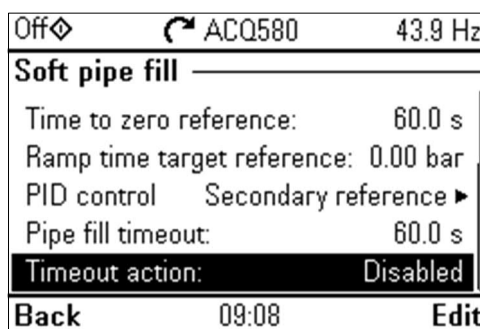 Off ACQ580 43.9 Hz
Soft pipe fill
Time to zero reference: 60.0 s
Ramp time target reference: 0.00 bar
PID control Secondary reference ▸
Pipe fill timeout: 60.0 s
Timeout action: Disabled
Back 09:08 Edit